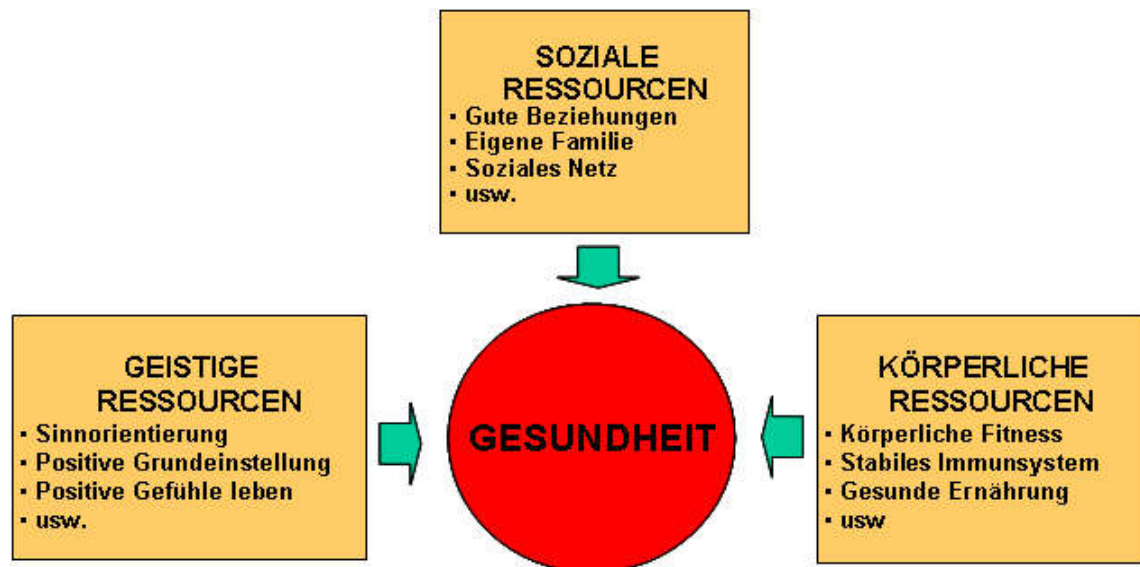 SOZIALE
RESSOURCEN
▪ Gute Beziehungen
▪ Eigene Familie
▪ Soziales Netz
▪ usw.
GEISTIGE
RESSOURCEN
▪ Sinnorientierung
▪ Positive Grundeinstellung
▪ Positive Gefühle leben
▪ usw.
GESUNDHEIT
KÖRPERLICHE
RESSOURCEN
▪ Körperliche Fitness
▪ Stabiles Immunsystem
▪ Gesunde Ernährung
▪ usw